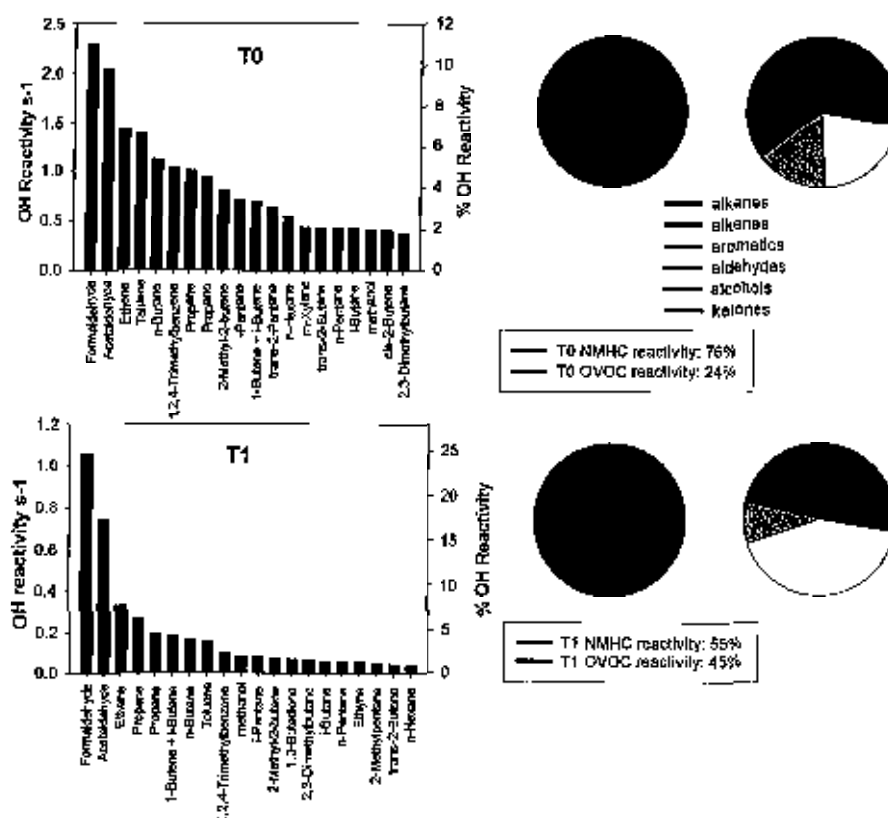 T0
OH Reactivity s-1
2.5
2.0
1.5
1.0
0.5
0.0
% OH Reactivity
12
10
8
6
4
2
0
Formaldehyde
Acetaldehyde
Ethene
Toluene
n-Butane
1,2,4-Trimethylbenzene
Propene
Propane
2-Methyl-2-butene
i-Pentane
1-Butene + i-Butene
trans-2-Pentene
n-Hexane
m-Xylene
trans-2-Butene
n-Pentane
i-Butane
methanol
cis-2-Butene
2,3-Dimethylbutane
alkanes
alkenes
aromatics
aldehydes
alcohols
ketones
T0 NMHC reactivity: 76%
T0 OVOC reactivity: 24%
T1
OH reactivity s-1
1.2
1.0
0.8
0.6
0.4
0.2
0.0
% OH Reactivity
25
20
15
10
5
0
Formaldehyde
Acetaldehyde
Ethene
Propene
Propane
1-Butene + i-Butene
n-Butane
Toluene
1,2,4-Trimethylbenzene
methanol
i-Pentane
2-Methyl-2-butene
1,3-Butadiene
2,3-Dimethylbutane
i-Butane
n-Pentane
Ethyne
2-Methylpentane
trans-2-Butene
n-Hexane
T1 NMHC reactivity: 55%
T1 OVOC reactivity: 45%